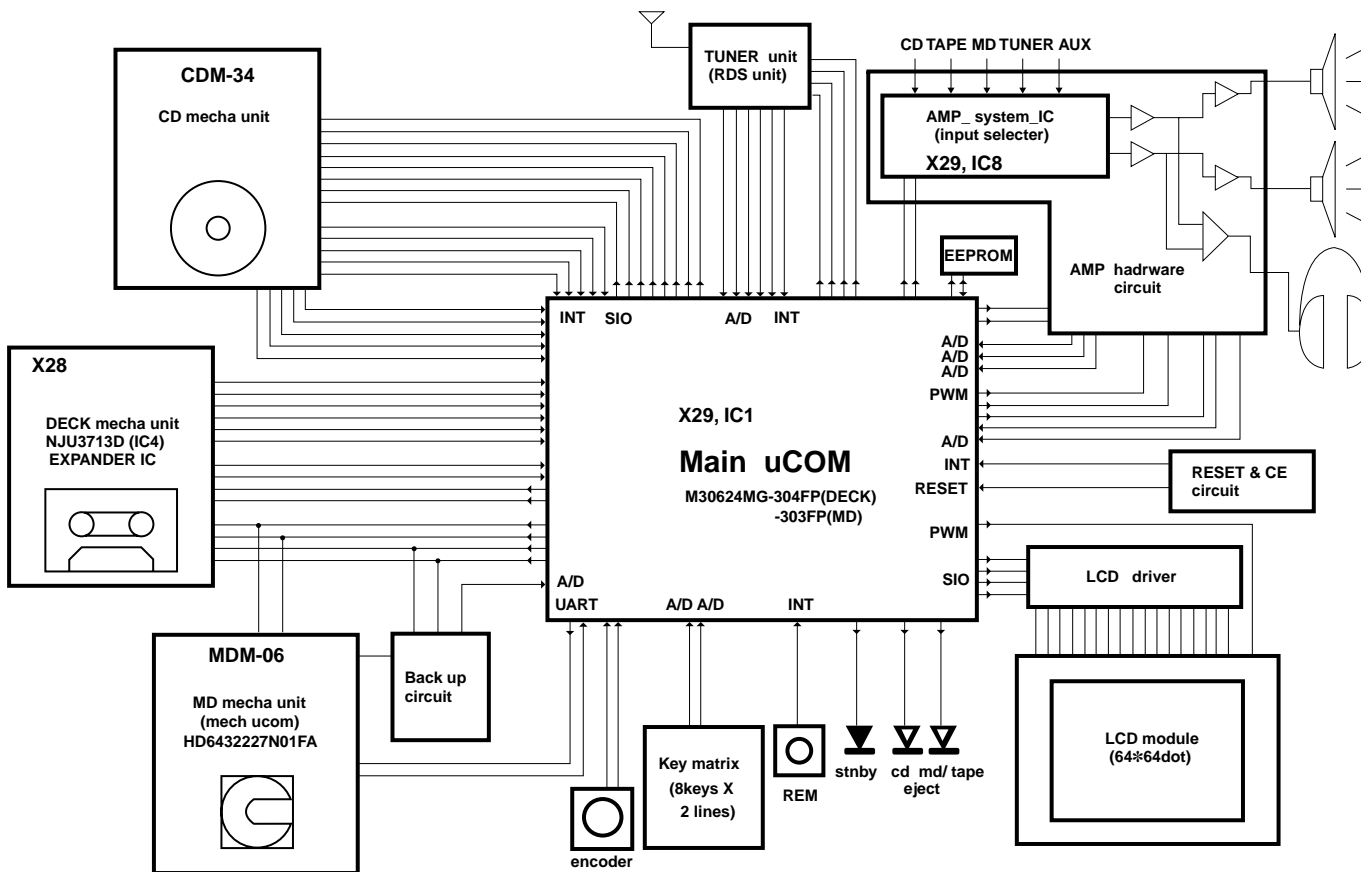 CDM-34
CD mecha unit
TUNER unit
(RDS unit)
CD TAPE MD TUNER AUX
AMP_ system_IC
(input selecter)
X29, IC8
EEPROM
AMP hadrware
circuit
INT
SIO
A/D
INT
A/D
A/D
A/D
PWM
A/D
INT
RESET
PWM
SIO
X29, IC1
Main uCOM
M30624MG-304FP(DECK)
-303FP(MD)
A/D
UART
A/D A/D
INT
X28
DECK mecha unit
NJU3713D (IC4)
EXPANDER IC
RESET & CE
circuit
LCD driver
LCD module
(64*64dot)
MDM-06
MD mecha unit
(mech ucom)
HD6432227N01FA
Back up
circuit
encoder
Key matrix
(8keys X
2 lines)
REM
stnby
cd md/ tape
eject